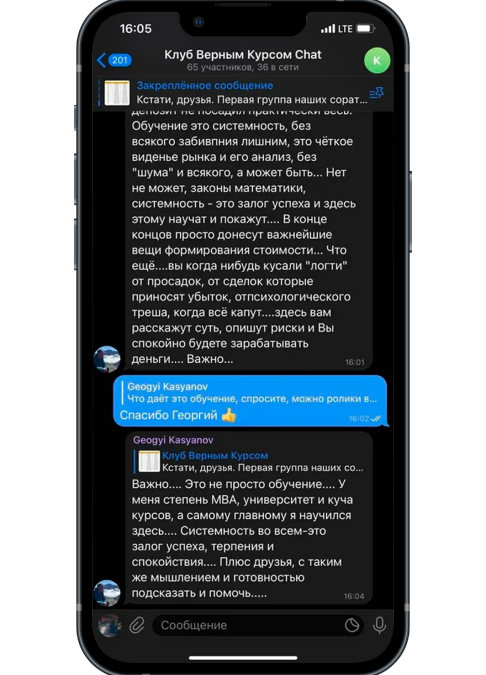 16:05
LTE
201
Клуб Верным Курсом Chat
65 участников, 36 в сети
К
Закреплённое сообщение
Кстати, друзья. Первая группа наших сорат...
депозит не посадил практически весь.
Обучение это системность, без
всякого забивпния лишним, это чёткое
виденье рынка и его анализ, без
"шума" и всякого, а может быть... Нет
не может, законы математики,
системность - это залог успеха и здесь
этому научат и покажут.... В конце
концов просто донесут важнейшие
вещи формирования стоимости... Что
ещё....вы когда нибудь кусали "логти"
от просадок, от сделок которые
приносят убыток, отпсихологического
треша, когда всё капут....здесь вам
расскажут суть, опишут риски и Вы
спокойно будете зарабатывать
деньги.... Важно...
16:01
Geogyi Kasyanov
Что даёт это обучение, спросите, можно ролики в...
Спасибо Георгий 👍
16:02
Geogyi Kasyanov
Клуб Верным Курсом
Кстати, друзья. Первая группа наших со...
Важно.... Это не просто обучение.... У
меня степень МВА, университет и куча
курсов, а самому главному я научился
здесь.... Системность во всем-это
залог успеха, терпения и
спокойствия.... Плюс друзья, с таким
же мышлением и готовностью
подсказать и помочь.....
16:04
Сообщение